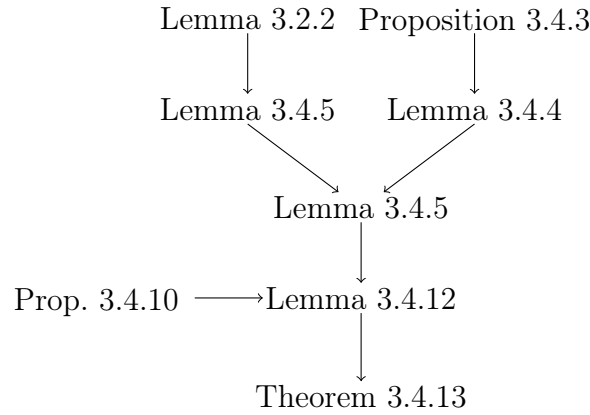 Lemma 3.2.2 Proposition 3.4.3
Lemma 3.4.5 Lemma 3.4.4
Lemma 3.4.5
Prop. 3.4.10 Lemma 3.4.12
Theorem 3.4.13